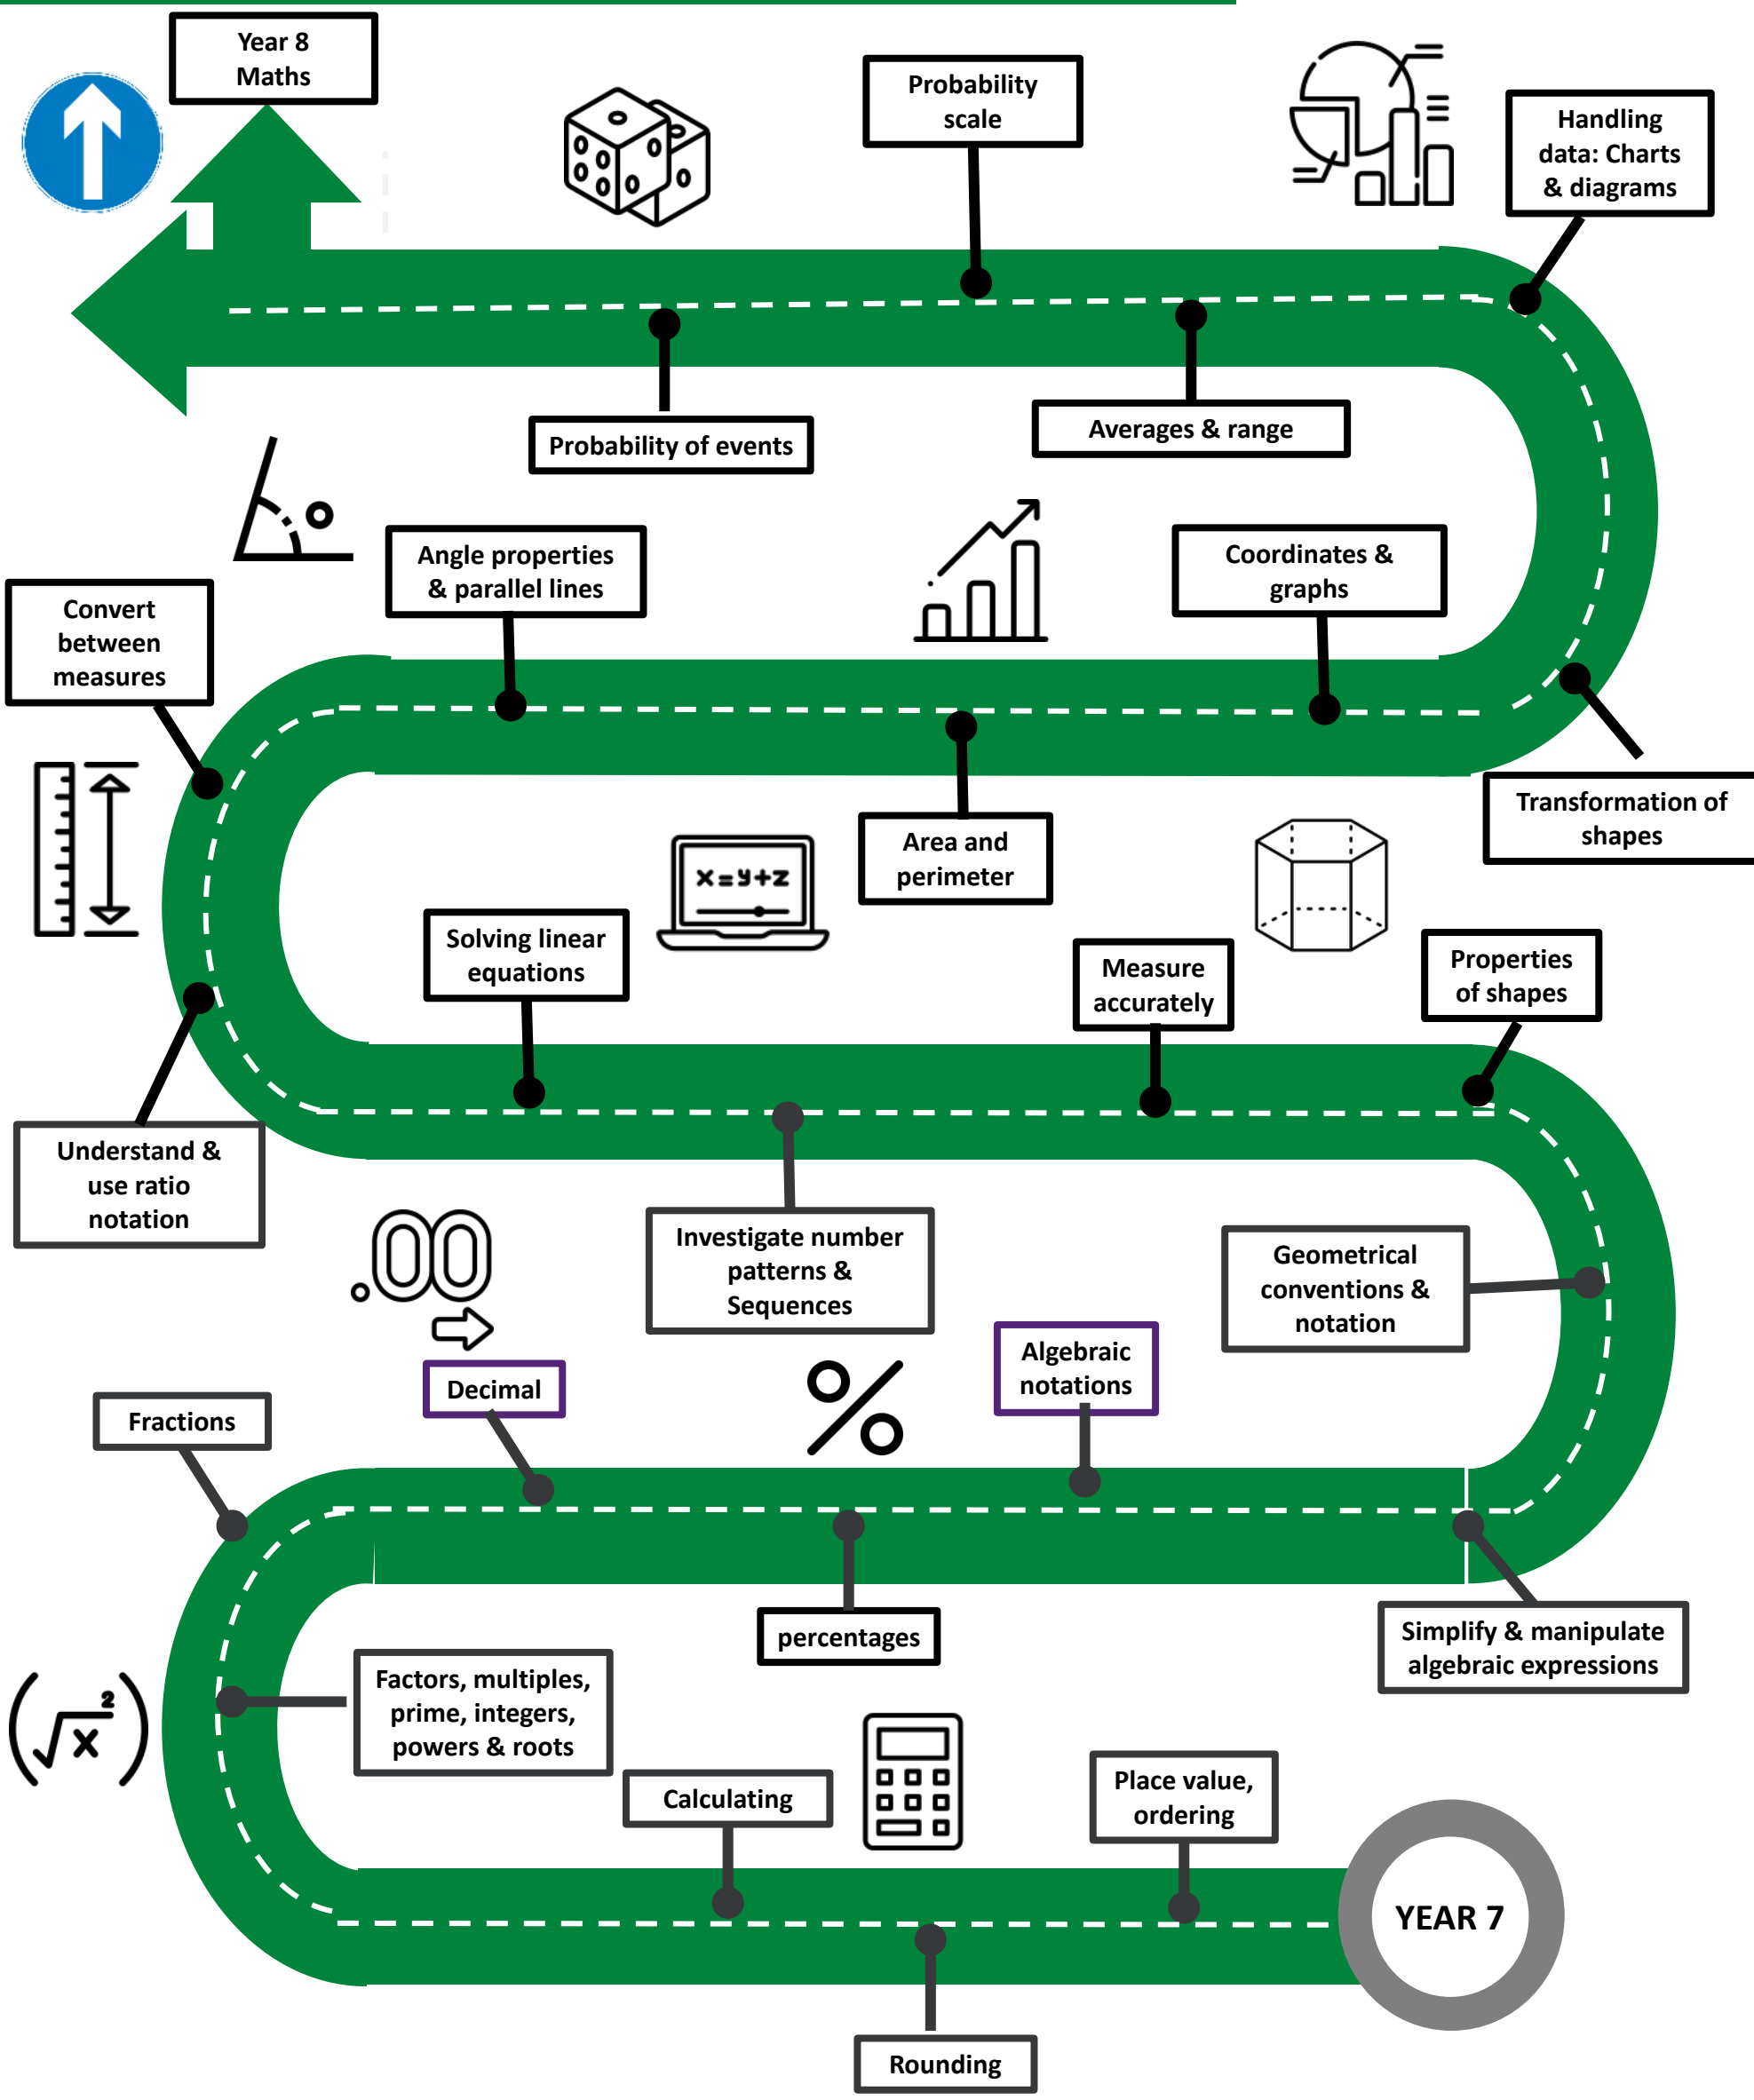 Year 8
Maths
Probability
scale
Handling
data: Charts
& diagrams
Probability of events
Averages & range
Angle properties
& parallel lines
Coordinates &
graphs
Convert
between
measures
Transformation of
shapes
Area and
perimeter
x=y+z
Solving linear
equations
Measure
accurately
Properties
of shapes
Understand &
use ratio
notation
Investigate number
patterns &
Sequences
Geometrical
conventions &
notation
.00
Decimal
%
Algebraic
notations
Fractions
percentages
Simplify & manipulate
algebraic expressions
(√x²)
Factors, multiples,
prime, integers,
powers & roots
Calculating
Place value,
ordering
YEAR 7
Rounding